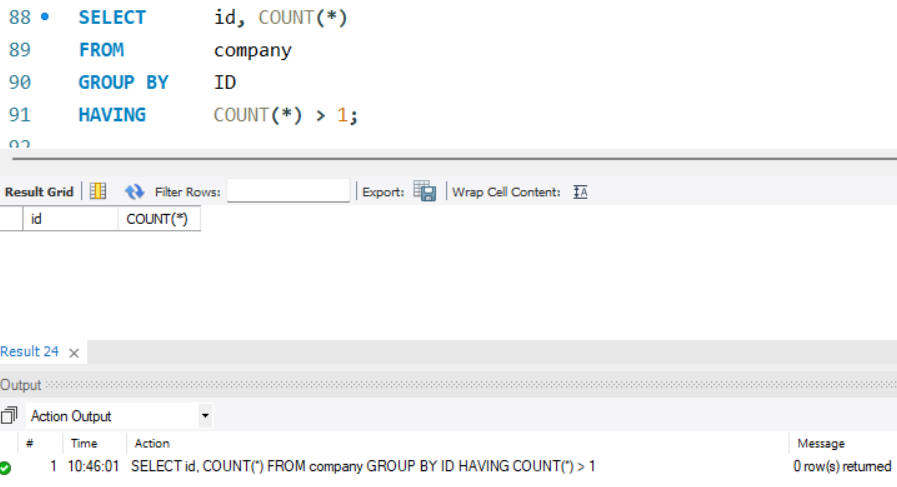 88 SELECT id, COUNT(*)
89 FROM company
90 GROUP BY ID
91 HAVING COUNT(*) > 1;
92
Result Grid Filter Rows: Export: Wrap Cell Content: IA
id COUNT(*)
Result 24 ×
Output
Action Output
# Time Action Message
1 10:46:01 SELECT id, COUNT(*) FROM company GROUP BY ID HAVING COUNT(*) > 1 0 row(s) returned